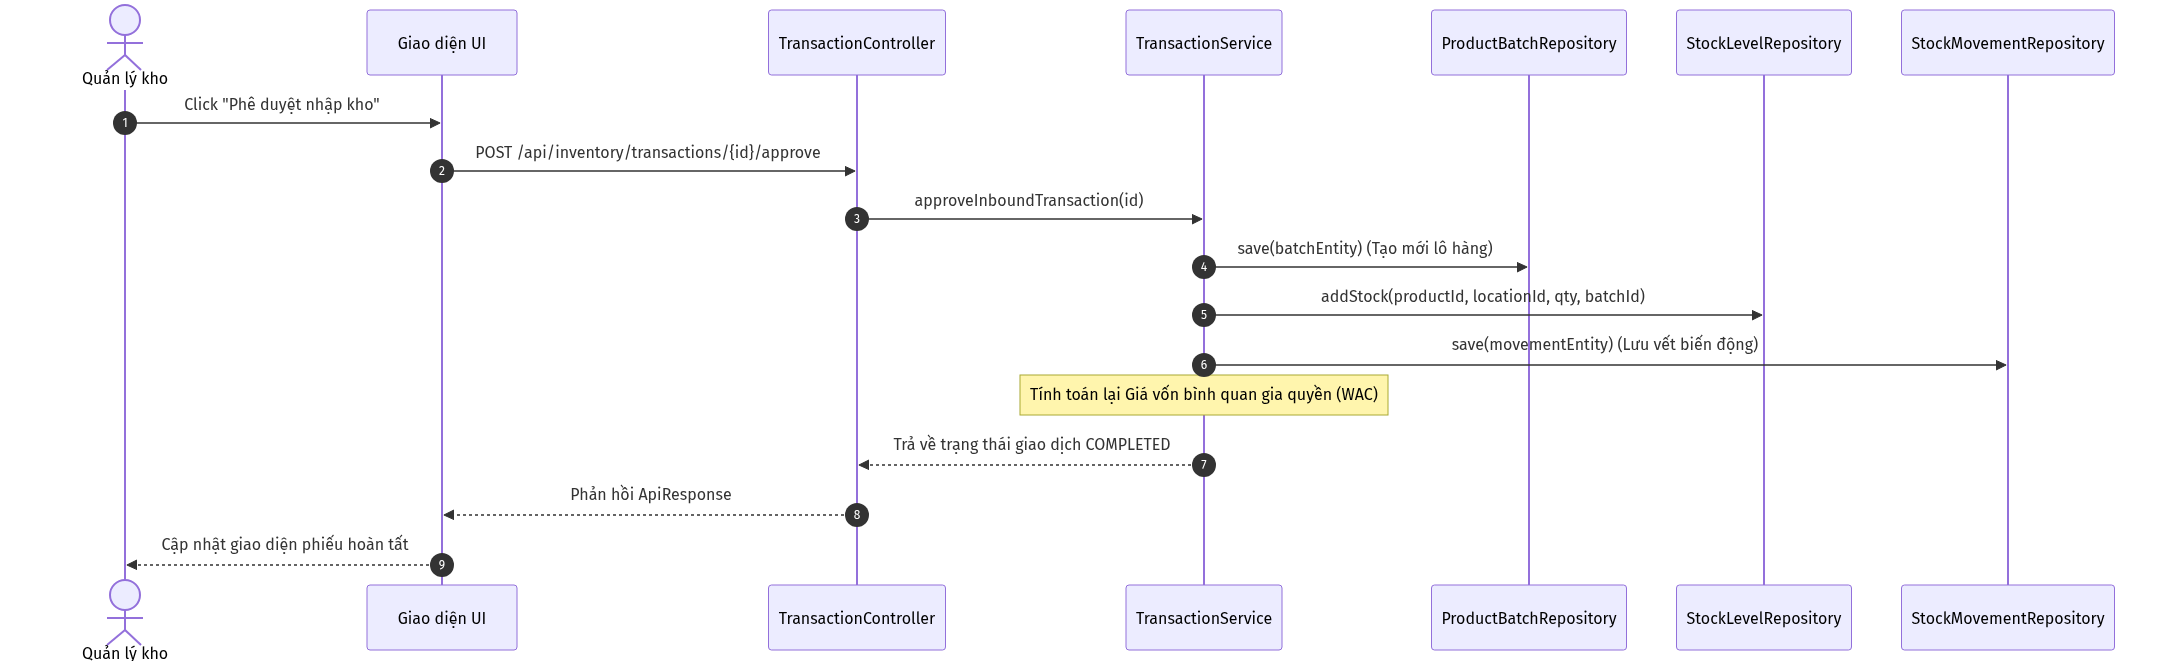 Quản lý kho
Giao diện UI
TransactionController
TransactionService
ProductBatchRepository
StockLevelRepository
StockMovementRepository
Click "Phê duyệt nhập kho"
1
POST /api/inventory/transactions/{id}/approve
2
approveInboundTransaction(id)
3
save(batchEntity) (Tạo mới lô hàng)
4
addStock(productId, locationId, qty, batchId)
5
save(movementEntity) (Lưu vết biến động)
6
Tính toán lại Giá vốn bình quan gia quyền (WAC)
Trả về trạng thái giao dịch COMPLETED
7
Phản hồi ApiResponse
8
Cập nhật giao diện phiếu hoàn tất
9
Quản lý kho
Giao diện UI
TransactionController
TransactionService
ProductBatchRepository
StockLevelRepository
StockMovementRepository